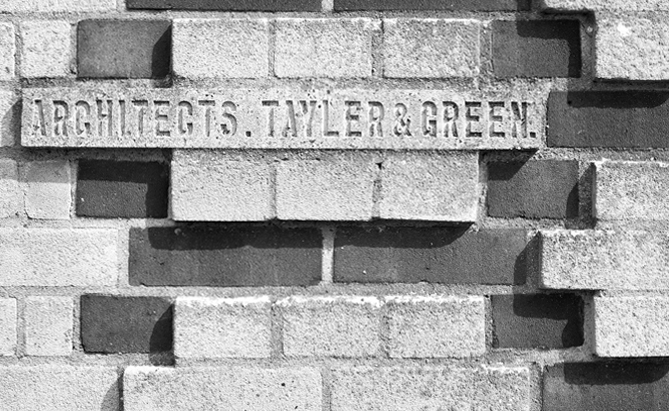 ARCHITECTS. TAYLER & GREEN.